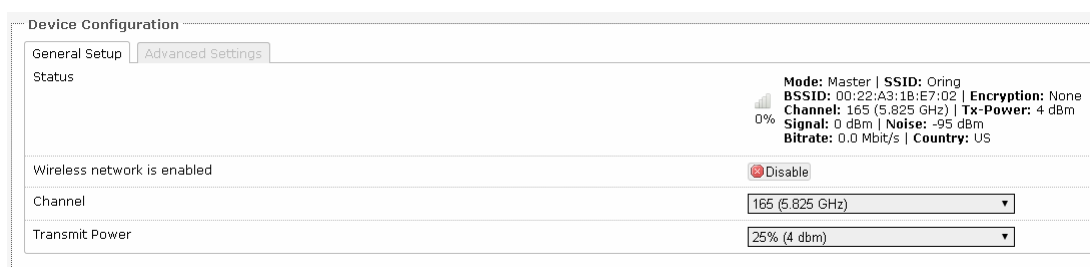 Device Configuration
General Setup Advanced Settings
Status
Mode: Master | SSID: Oring
BSSID: 00:22:A3:1B:E7:02 | Encryption: None
Channel: 165 (5.825 GHz) | Tx-Power: 4 dBm
0% Signal: 0 dBm | Noise: -95 dBm
Bitrate: 0.0 Mbit/s | Country: US
Wireless network is enabled Disable
Channel 165 (5.825 GHz)
Transmit Power 25% (4 dbm)